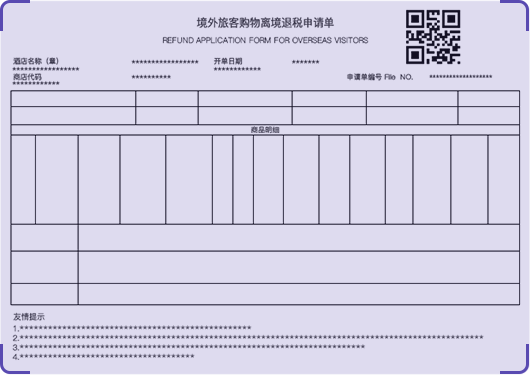 境外旅客购物离境退税申请单
REFUND APPLICATION FORM FOR OVERSEAS VISITORS
酒店名称（章） ***************** 开单日期 *******
***************** ************
商店代码 ********** 申请单编号 File NO. *******************
************
商品明细
友情提示
1.*************************************************
2.**************************************************************************************************
3.*************************************************************************
4.*************************************